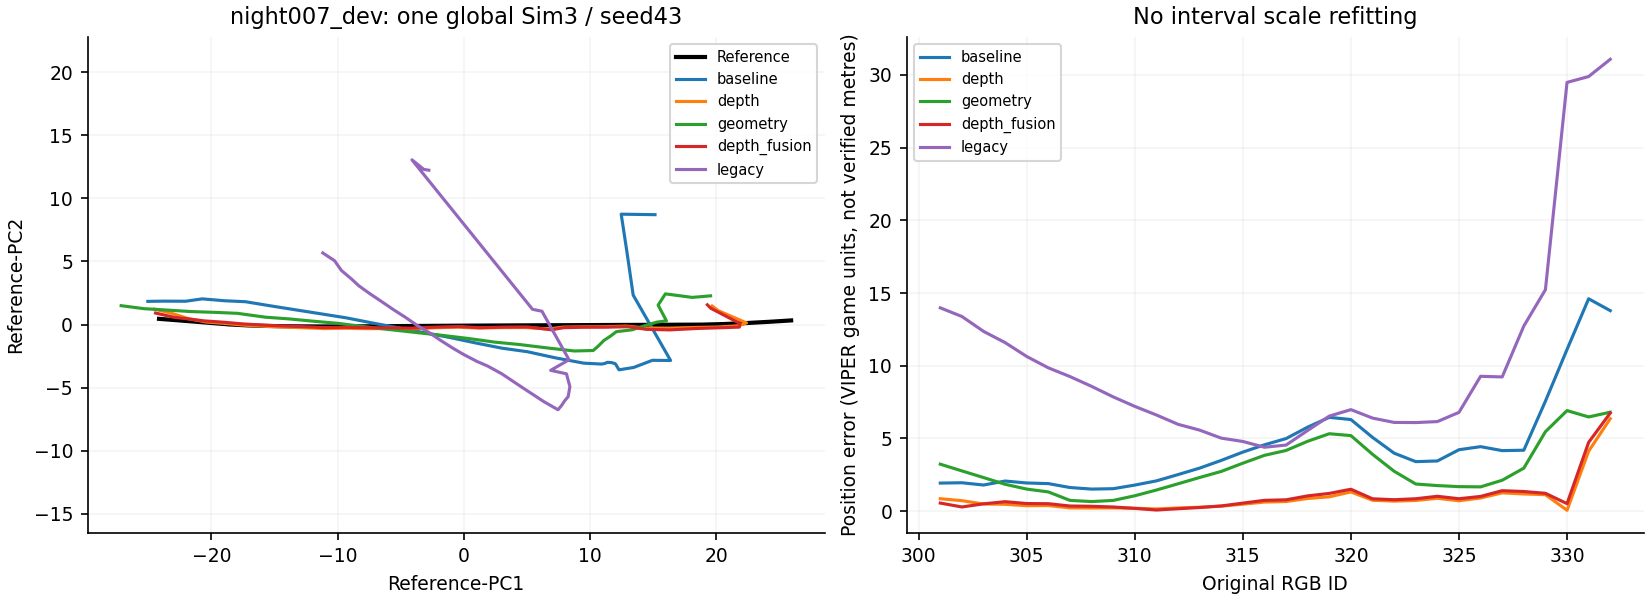 night007_dev: one global Sim3 / seed43
Reference-PC2
20
15
10
5
0
−5
−10
−15
−20
−10
0
10
20
Reference-PC1
Reference
baseline
depth
geometry
depth_fusion
legacy
No interval scale refitting
Position error (VIPER game units, not verified metres)
30
25
20
15
10
5
0
300
305
310
315
320
325
330
Original RGB ID
baseline
depth
geometry
depth_fusion
legacy